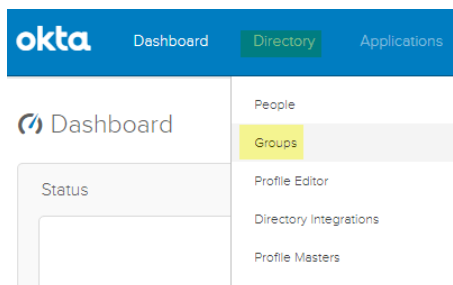 okta Dashboard Directory Applications
Dashboard
Status
People
Groups
Profile Editor
Directory Integrations
Profile Masters